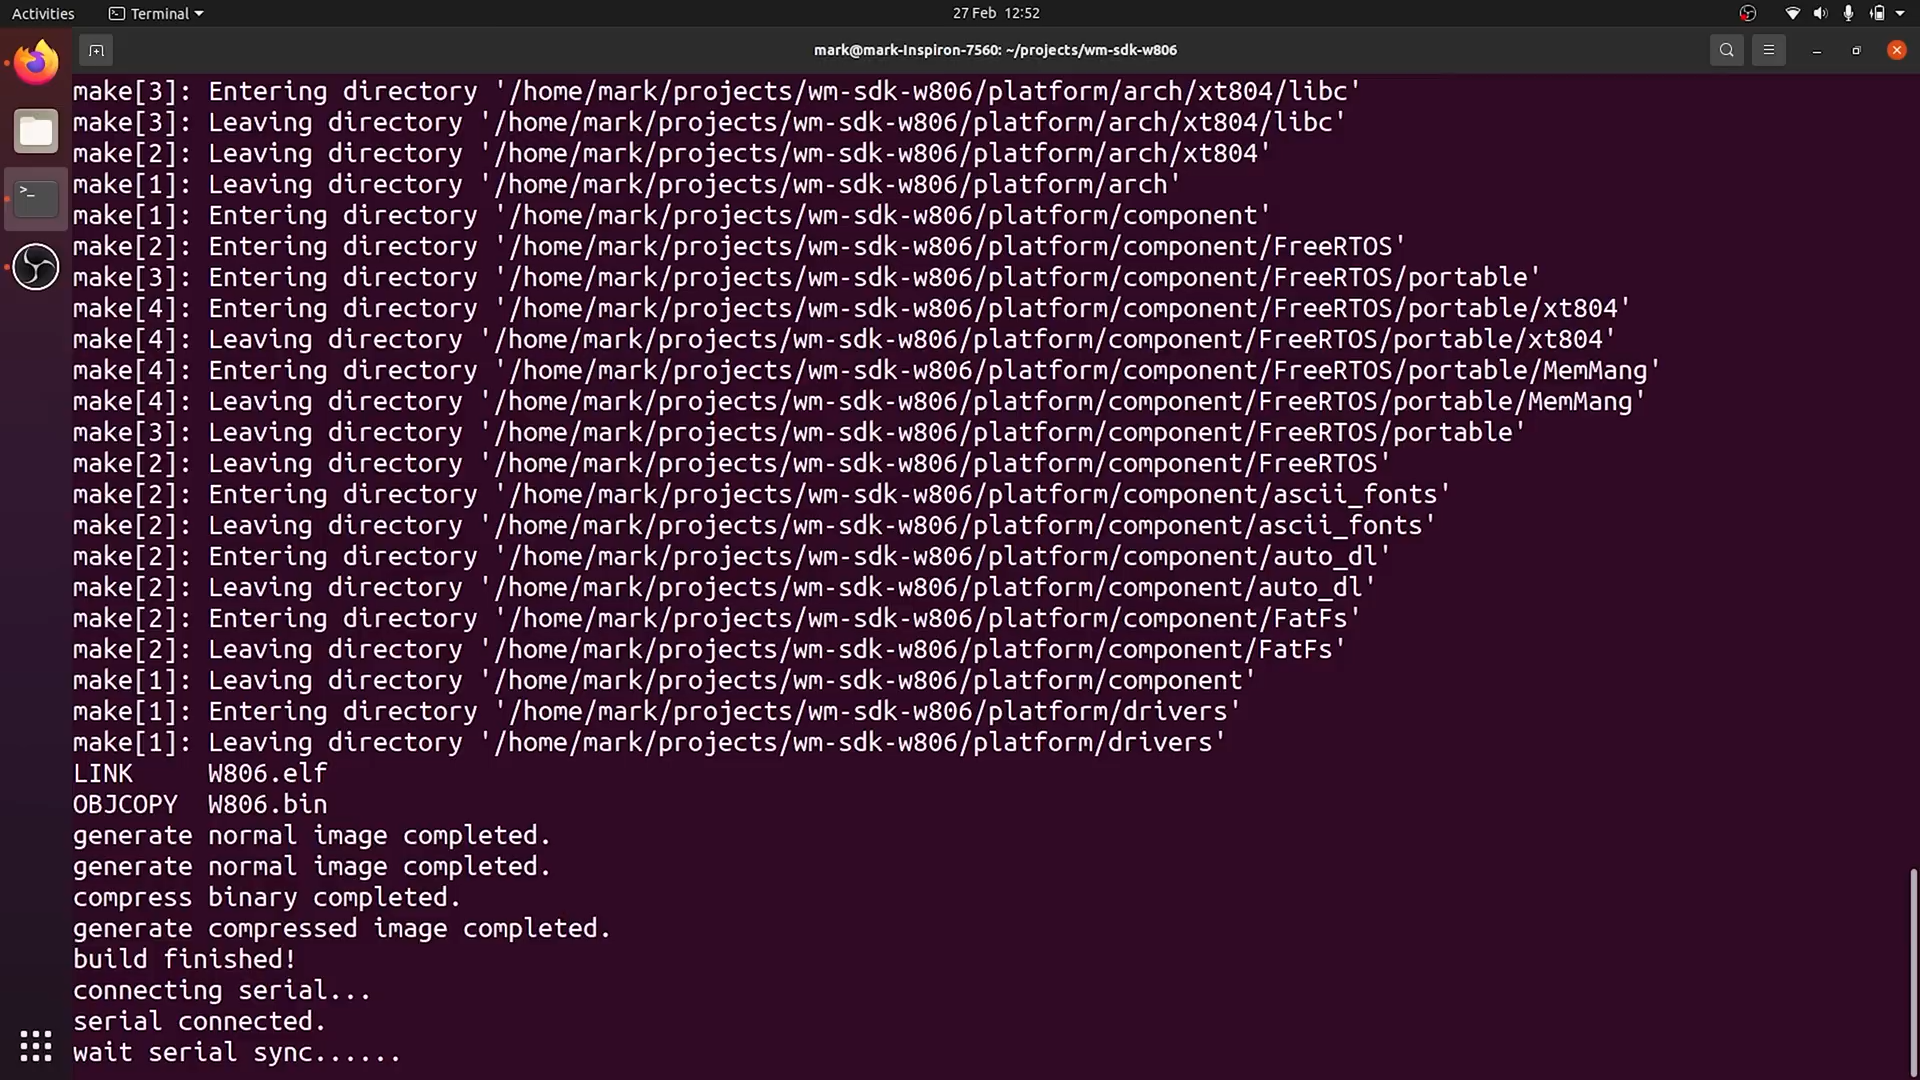 Activities
Terminal
27 Feb 12:52
mark@mark-Inspiron-7560: ~/projects/wm-sdk-w806
make[3]: Entering directory '/home/mark/projects/wm-sdk-w806/platform/arch/xt804/libc'
make[3]: Leaving directory '/home/mark/projects/wm-sdk-w806/platform/arch/xt804/libc'
make[2]: Leaving directory '/home/mark/projects/wm-sdk-w806/platform/arch/xt804'
make[1]: Leaving directory '/home/mark/projects/wm-sdk-w806/platform/arch'
make[1]: Entering directory '/home/mark/projects/wm-sdk-w806/platform/component'
make[2]: Entering directory '/home/mark/projects/wm-sdk-w806/platform/component/FreeRTOS'
make[3]: Entering directory '/home/mark/projects/wm-sdk-w806/platform/component/FreeRTOS/portable'
make[4]: Entering directory '/home/mark/projects/wm-sdk-w806/platform/component/FreeRTOS/portable/xt804'
make[4]: Leaving directory '/home/mark/projects/wm-sdk-w806/platform/component/FreeRTOS/portable/xt804'
make[4]: Entering directory '/home/mark/projects/wm-sdk-w806/platform/component/FreeRTOS/portable/MemMang'
make[4]: Leaving directory '/home/mark/projects/wm-sdk-w806/platform/component/FreeRTOS/portable/MemMang'
make[3]: Leaving directory '/home/mark/projects/wm-sdk-w806/platform/component/FreeRTOS/portable'
make[2]: Leaving directory '/home/mark/projects/wm-sdk-w806/platform/component/FreeRTOS'
make[2]: Entering directory '/home/mark/projects/wm-sdk-w806/platform/component/ascii_fonts'
make[2]: Leaving directory '/home/mark/projects/wm-sdk-w806/platform/component/ascii_fonts'
make[2]: Entering directory '/home/mark/projects/wm-sdk-w806/platform/component/auto_dl'
make[2]: Leaving directory '/home/mark/projects/wm-sdk-w806/platform/component/auto_dl'
make[2]: Entering directory '/home/mark/projects/wm-sdk-w806/platform/component/FatFs'
make[2]: Leaving directory '/home/mark/projects/wm-sdk-w806/platform/component/FatFs'
make[1]: Leaving directory '/home/mark/projects/wm-sdk-w806/platform/component'
make[1]: Entering directory '/home/mark/projects/wm-sdk-w806/platform/drivers'
make[1]: Leaving directory '/home/mark/projects/wm-sdk-w806/platform/drivers'
LINK     W806.elf
OBJCOPY  W806.bin
generate normal image completed.
generate normal image completed.
compress binary completed.
generate compressed image completed.
build finished!
connecting serial...
serial connected.
wait serial sync......